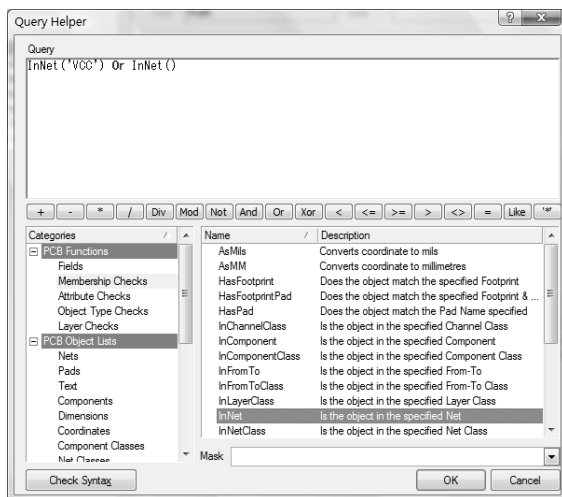 Query Helper
Query
InNet('VCC') Or InNet()
+ - * / Div Mod Not And Or Xor < <= >= > <> = Like '*'
Categories
PCB Functions
Fields
Membership Checks
Attribute Checks
Object Type Checks
Layer Checks
PCB Object Lists
Nets
Pads
Text
Components
Dimensions
Coordinates
Component Classes
Net Classes
Name Description
AsMils Converts coordinate to mils
AsMM Converts coordinate to millimetres
HasFootprint Does the object match the specified Footprint
HasFootprintPad Does the object match the specified Footprint & ...
HasPad Does the object match the Pad Name specified
InChannelClass Is the object in the specified Channel Class
InComponent Is the object in the specified Component
InComponentClass Is the object in the specified Component Class
InFromTo Is the object in the specified From-To
InFromToClass Is the object in the specified From-To Class
InLayerClass Is the object in the specified Layer Class
InNet Is the object in the specified Net
InNetClass Is the object in the specified Net Class
Mask
Check Syntax OK Cancel